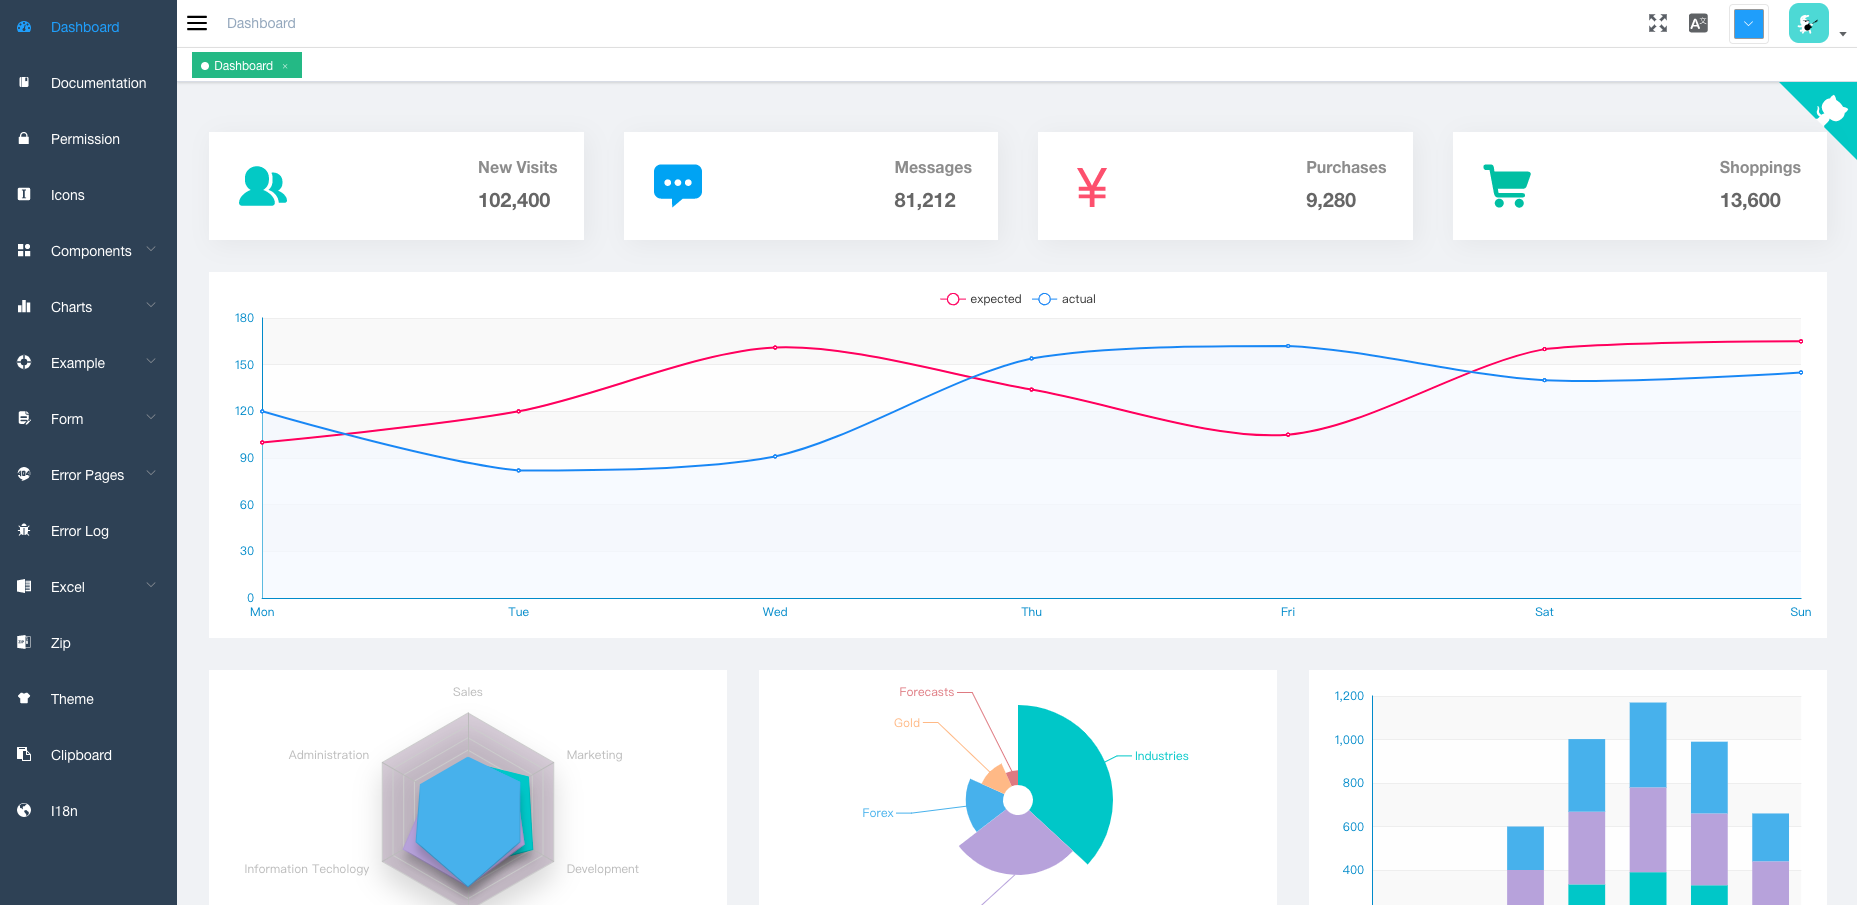 Dashboard
Documentation
Permission
Icons
Components
Charts
Example
Form
Error Pages
Error Log
Excel
Zip
Theme
Clipboard
I18n
Dashboard
Dashboard ×
New Visits
102,400
Messages
81,212
Purchases
9,280
Shoppings
13,600
expected actual
180
150
120
90
60
30
0
Mon Tue Wed Thu Fri Sat Sun
Sales
Administration
Marketing
Information Techology
Development
Forecasts
Gold
Industries
Forex
1,200
1,000
800
600
400